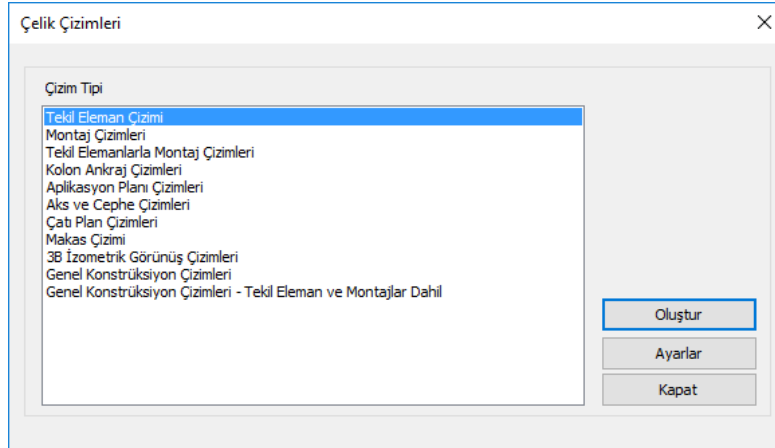 Çelik Çizimleri
Çizim Tipi
Tekil Eleman Çizimi
Montaj Çizimleri
Tekil Elemanlarla Montaj Çizimleri
Kolon Ankraj Çizimleri
Aplikasyon Planı Çizimleri
Aks ve Cephe Çizimleri
Çatı Plan Çizimleri
Makas Çizimi
3B İzometrik Görünüş Çizimleri
Genel Konstrüksiyon Çizimleri
Genel Konstrüksiyon Çizimleri - Tekil Eleman ve Montajlar Dahil
Oluştur
Ayarlar
Kapat